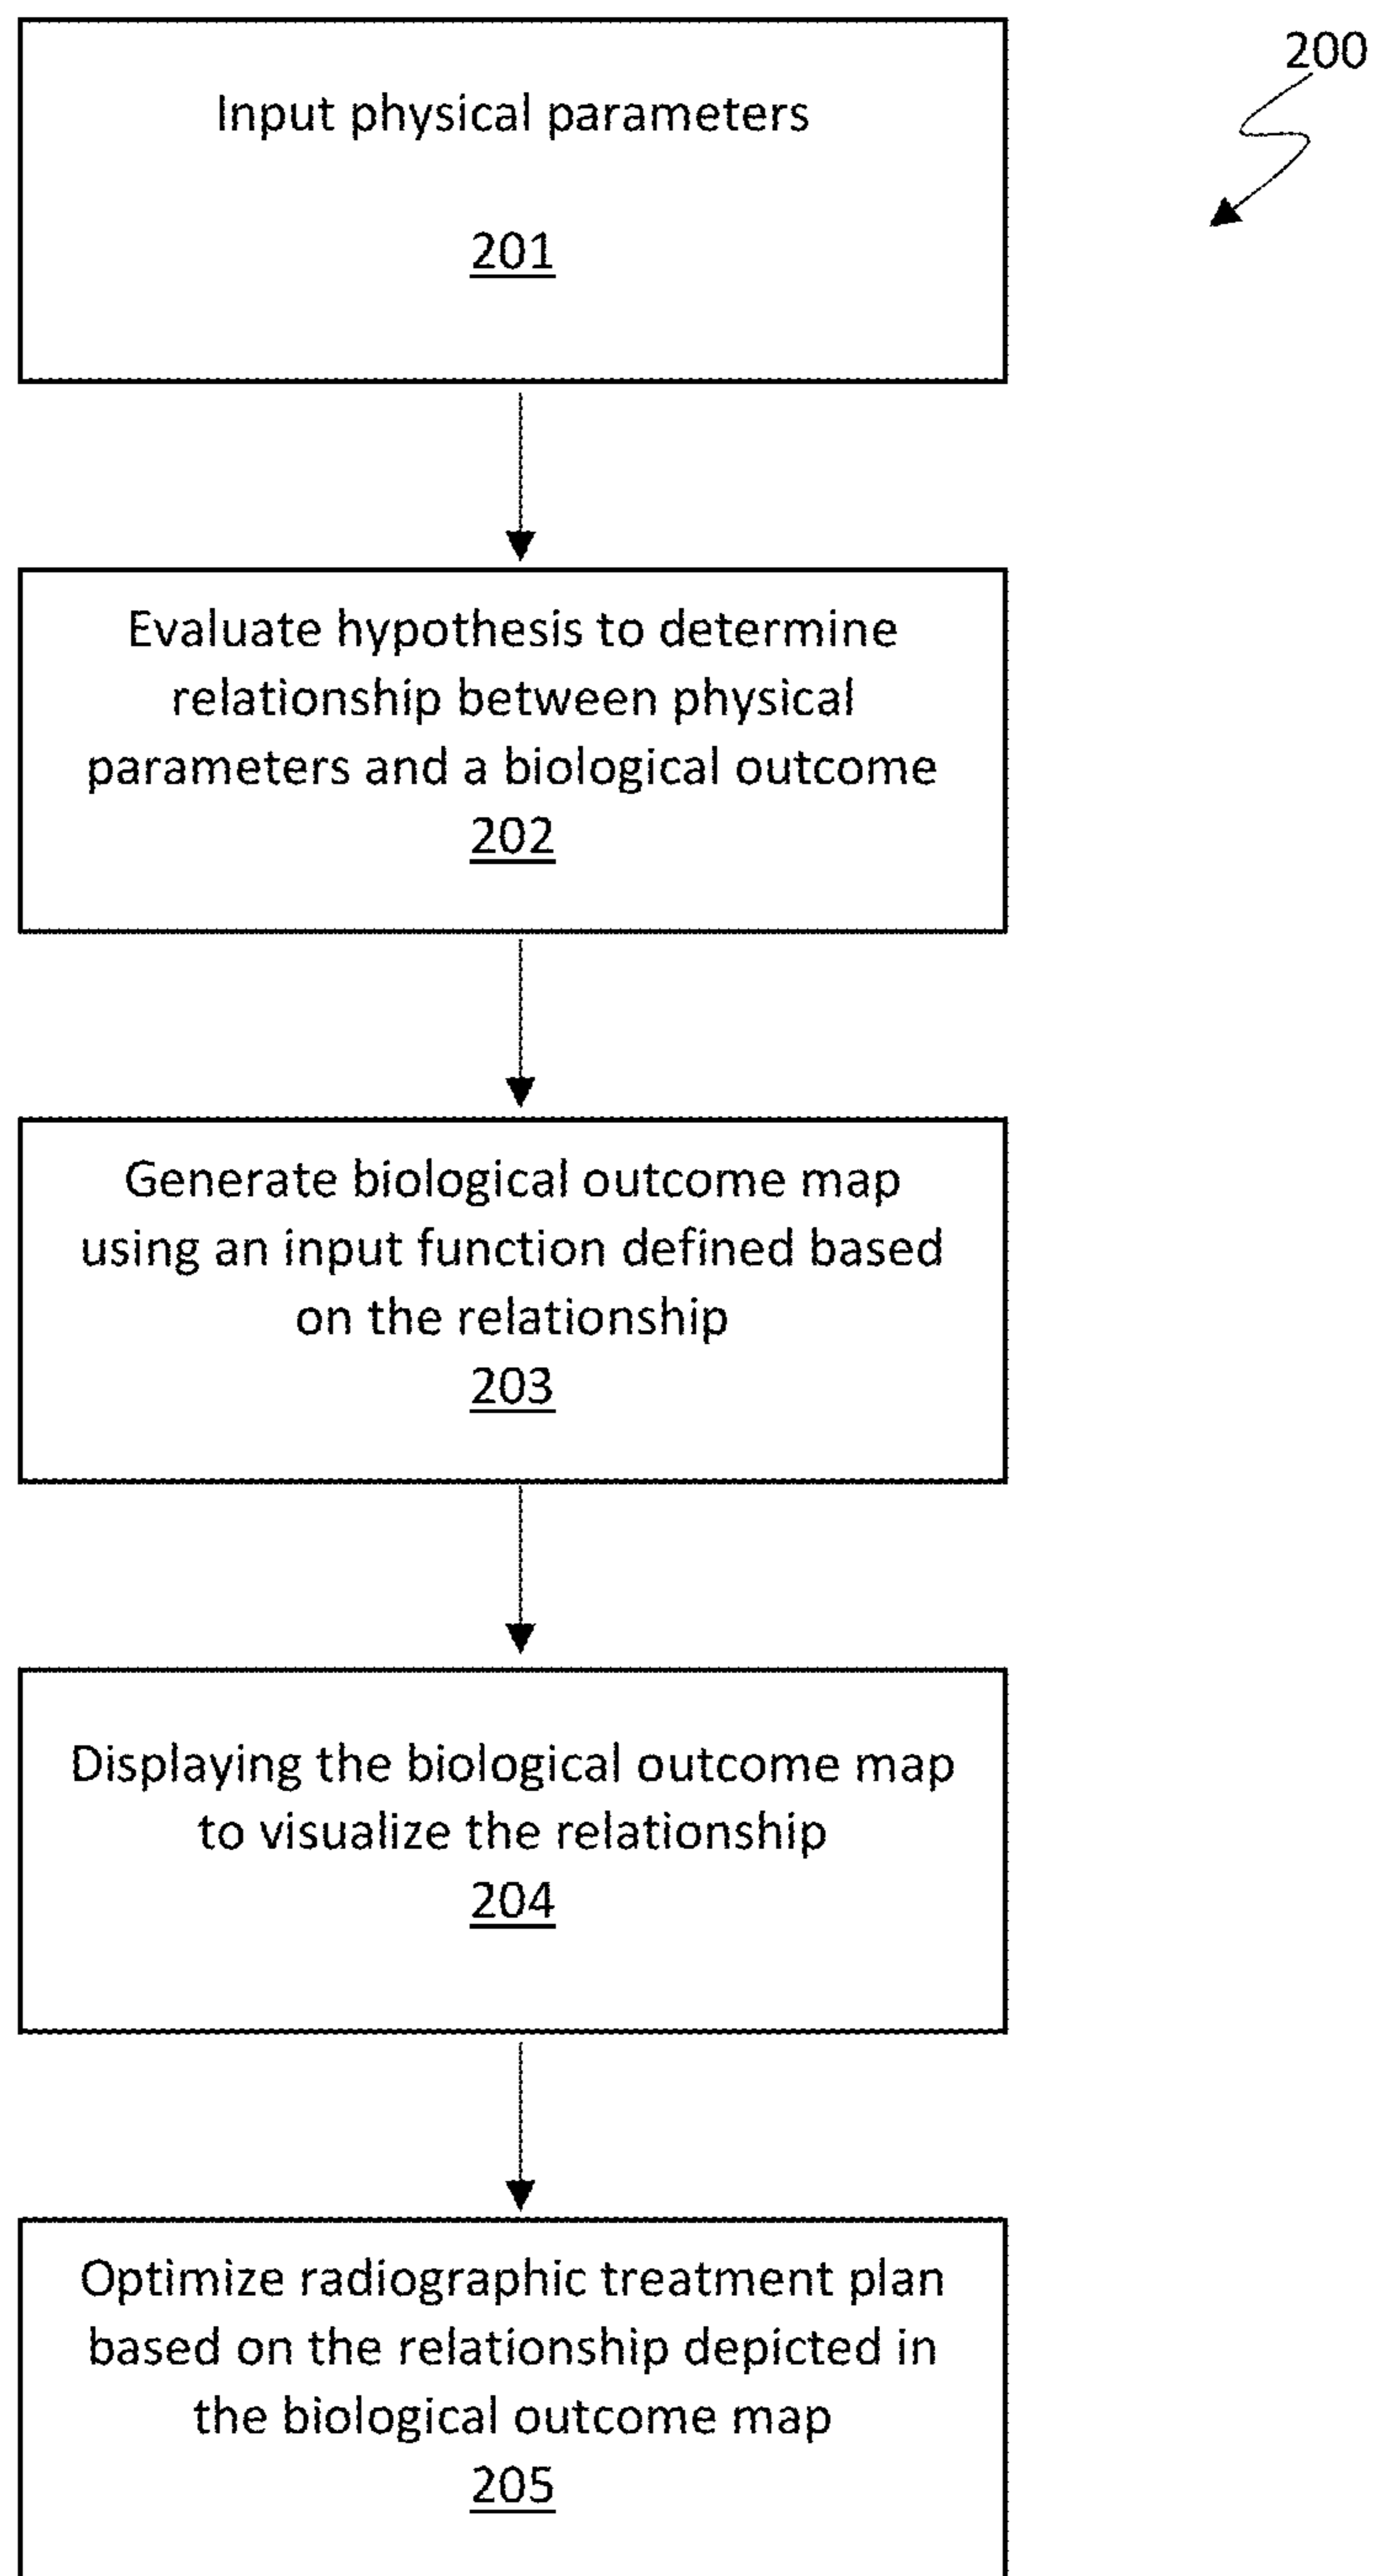 200
Input physical parameters
201
Evaluate hypothesis to determine
relationship between physical
parameters and a biological outcome
202
Generate biological outcome map
using an input function defined based
on the relationship
203
Displaying the biological outcome map
to visualize the relationship
204
Optimize radiographic treatment plan
based on the relationship depicted in
the biological outcome map
205